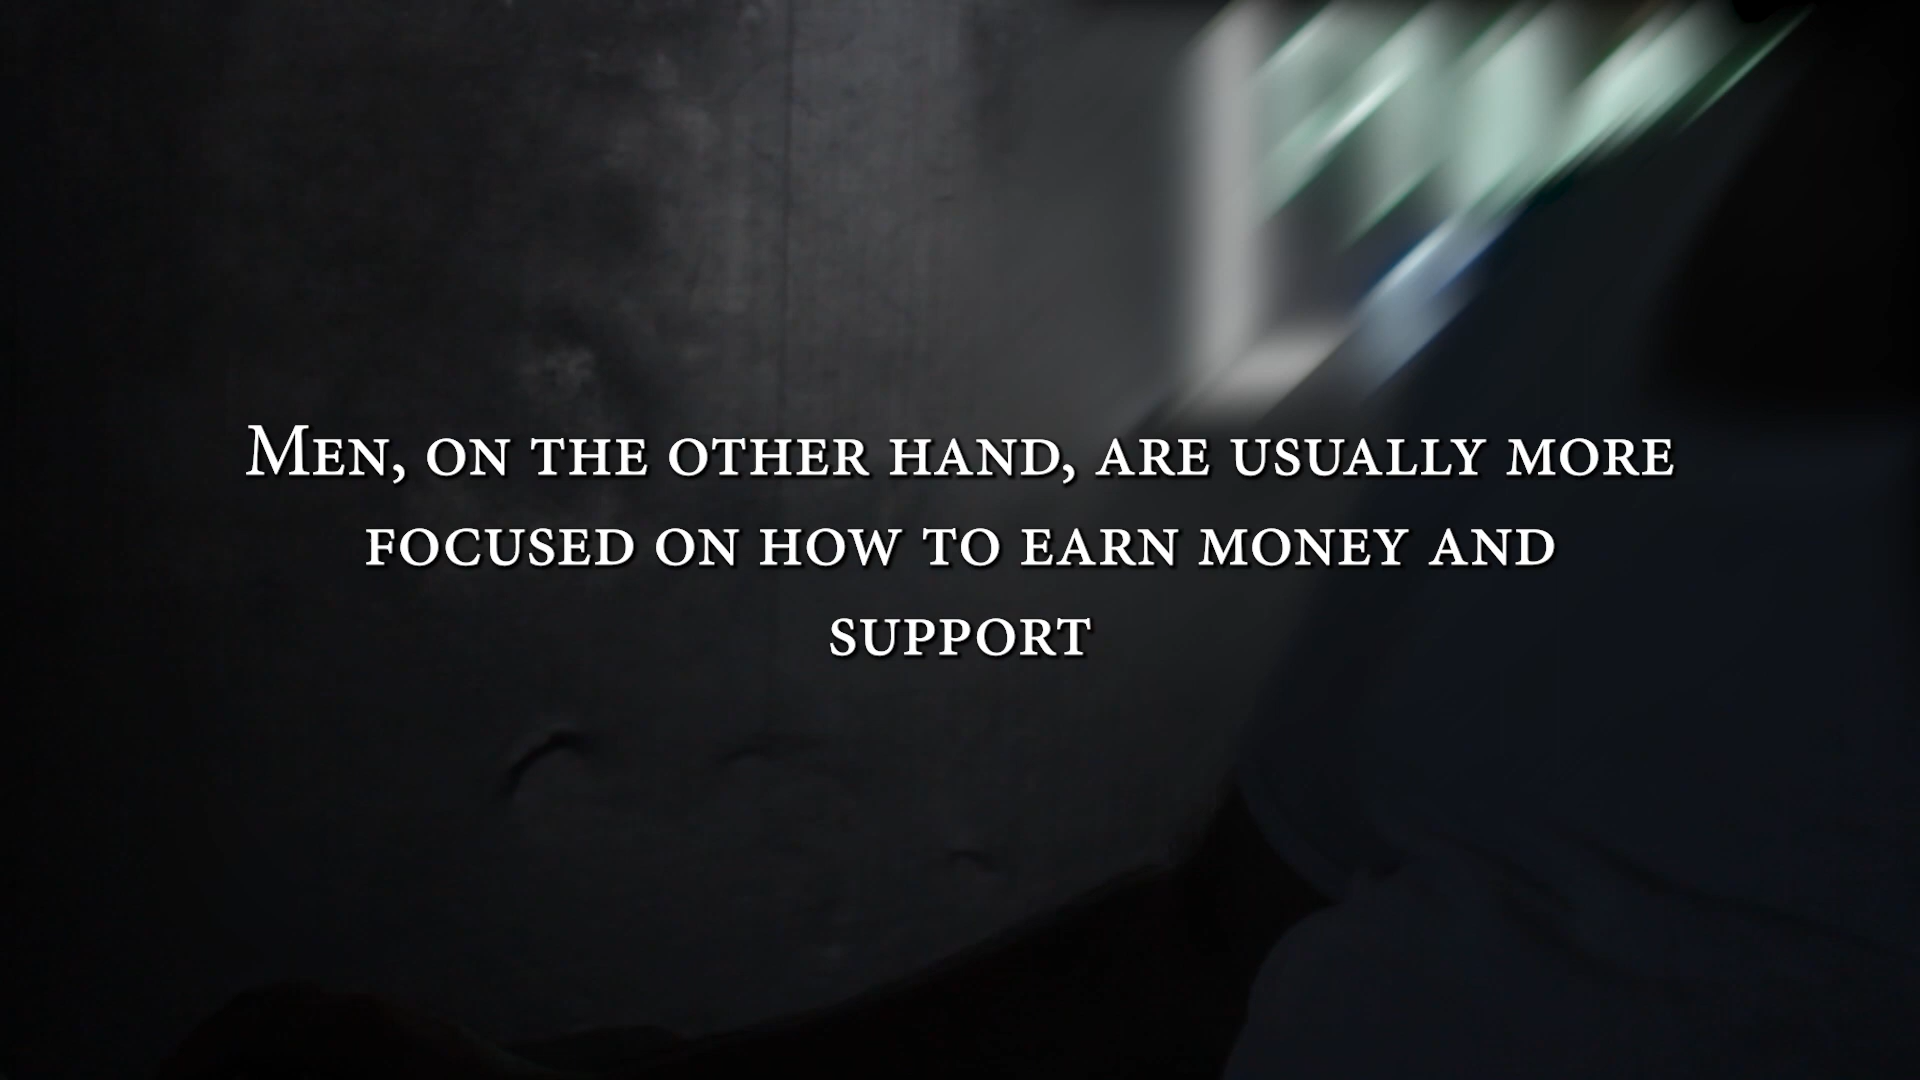 Men, on the other hand, are usually more
focused on how to earn money and
support